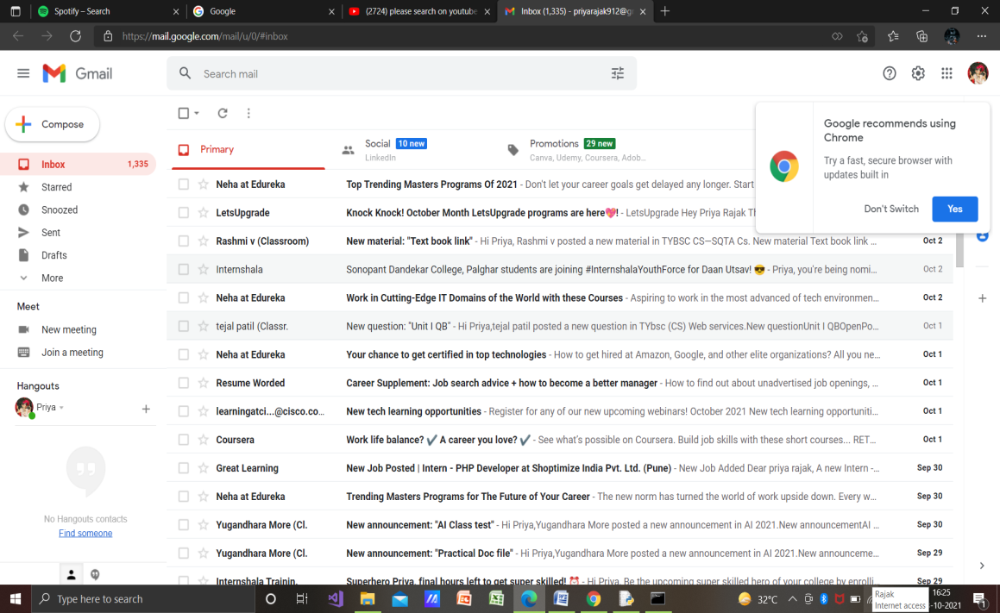 Spotify – Search
Google
(2724) please search on youtube
Inbox (1,335) - priyarajak912@gr
https://mail.google.com/mail/u/0/#inbox
Gmail
Search mail
Compose
Inbox 1,335
Starred
Snoozed
Sent
Drafts
More
Meet
New meeting
Join a meeting
Hangouts
Priya
No Hangouts contacts
Find someone
Primary
Social 10 new
LinkedIn
Promotions 29 new
Canva, Udemy, Coursera, Adob...
Google recommends using
Chrome
Try a fast, secure browser with
updates built in
Don't Switch Yes
Neha at Edureka Top Trending Masters Programs Of 2021 - Don't let your career goals get delayed any longer. Start
LetsUpgrade Knock Knock! October Month LetsUpgrade programs are here💖! - LetsUpgrade Hey Priya Rajak Th
Rashmi v (Classroom) New material: "Text book link" - Hi Priya, Rashmi v posted a new material in TYBSC CS—SQTA Cs. New material Text book link ... Oct 2
Internshala Sonopant Dandekar College, Palghar students are joining #InternshalaYouthForce for Daan Utsav! 😎 - Priya, you're being nomi... Oct 2
Neha at Edureka Work in Cutting-Edge IT Domains of the World with these Courses - Aspiring to work in the most advanced of tech environmen... Oct 2
tejal patil (Classr. New question: "Unit I QB" - Hi Priya,tejal patil posted a new question in TYbsc (CS) Web services.New questionUnit I QBOpenPo... Oct 1
Neha at Edureka Your chance to get certified in top technologies - How to get hired at Amazon, Google, and other elite organizations? All you ne... Oct 1
Resume Worded Career Supplement: Job search advice + how to become a better manager - How to find out about unadvertised job openings, ... Oct 1
learningatci...@cisco.co... New tech learning opportunities - Register for any of our new upcoming webinars! October 2021 New tech learning opportuniti... Oct 1
Coursera Work life balance? ✔ A career you love? ✔ - See what's possible on Coursera. Build job skills with these short courses... RET... Oct 1
Great Learning New Job Posted | Intern - PHP Developer at Shoptimize India Pvt. Ltd. (Pune) - New Job Added Dear priya rajak, A new Intern -... Sep 30
Neha at Edureka Trending Masters Programs for The Future of Your Career - The new norm has turned the world of work upside down. Every w... Sep 30
Yugandhara More (Cl. New announcement: "AI Class test" - Hi Priya,Yugandhara More posted a new announcement in AI 2021.New announcementAI ... Sep 30
Yugandhara More (Cl. New announcement: "Practical Doc file" - Hi Priya,Yugandhara More posted a new announcement in AI 2021.New announceme... Sep 29
Internshala Trainin. Superhero Priya, final hours left to get super skilled! ⏰ - Hi Priya, Be the upcoming super skilled hero of your college by enrolli... Sep 29
Type here to search
32°C
Rajak
Internet access
16:25
-10-2021
1